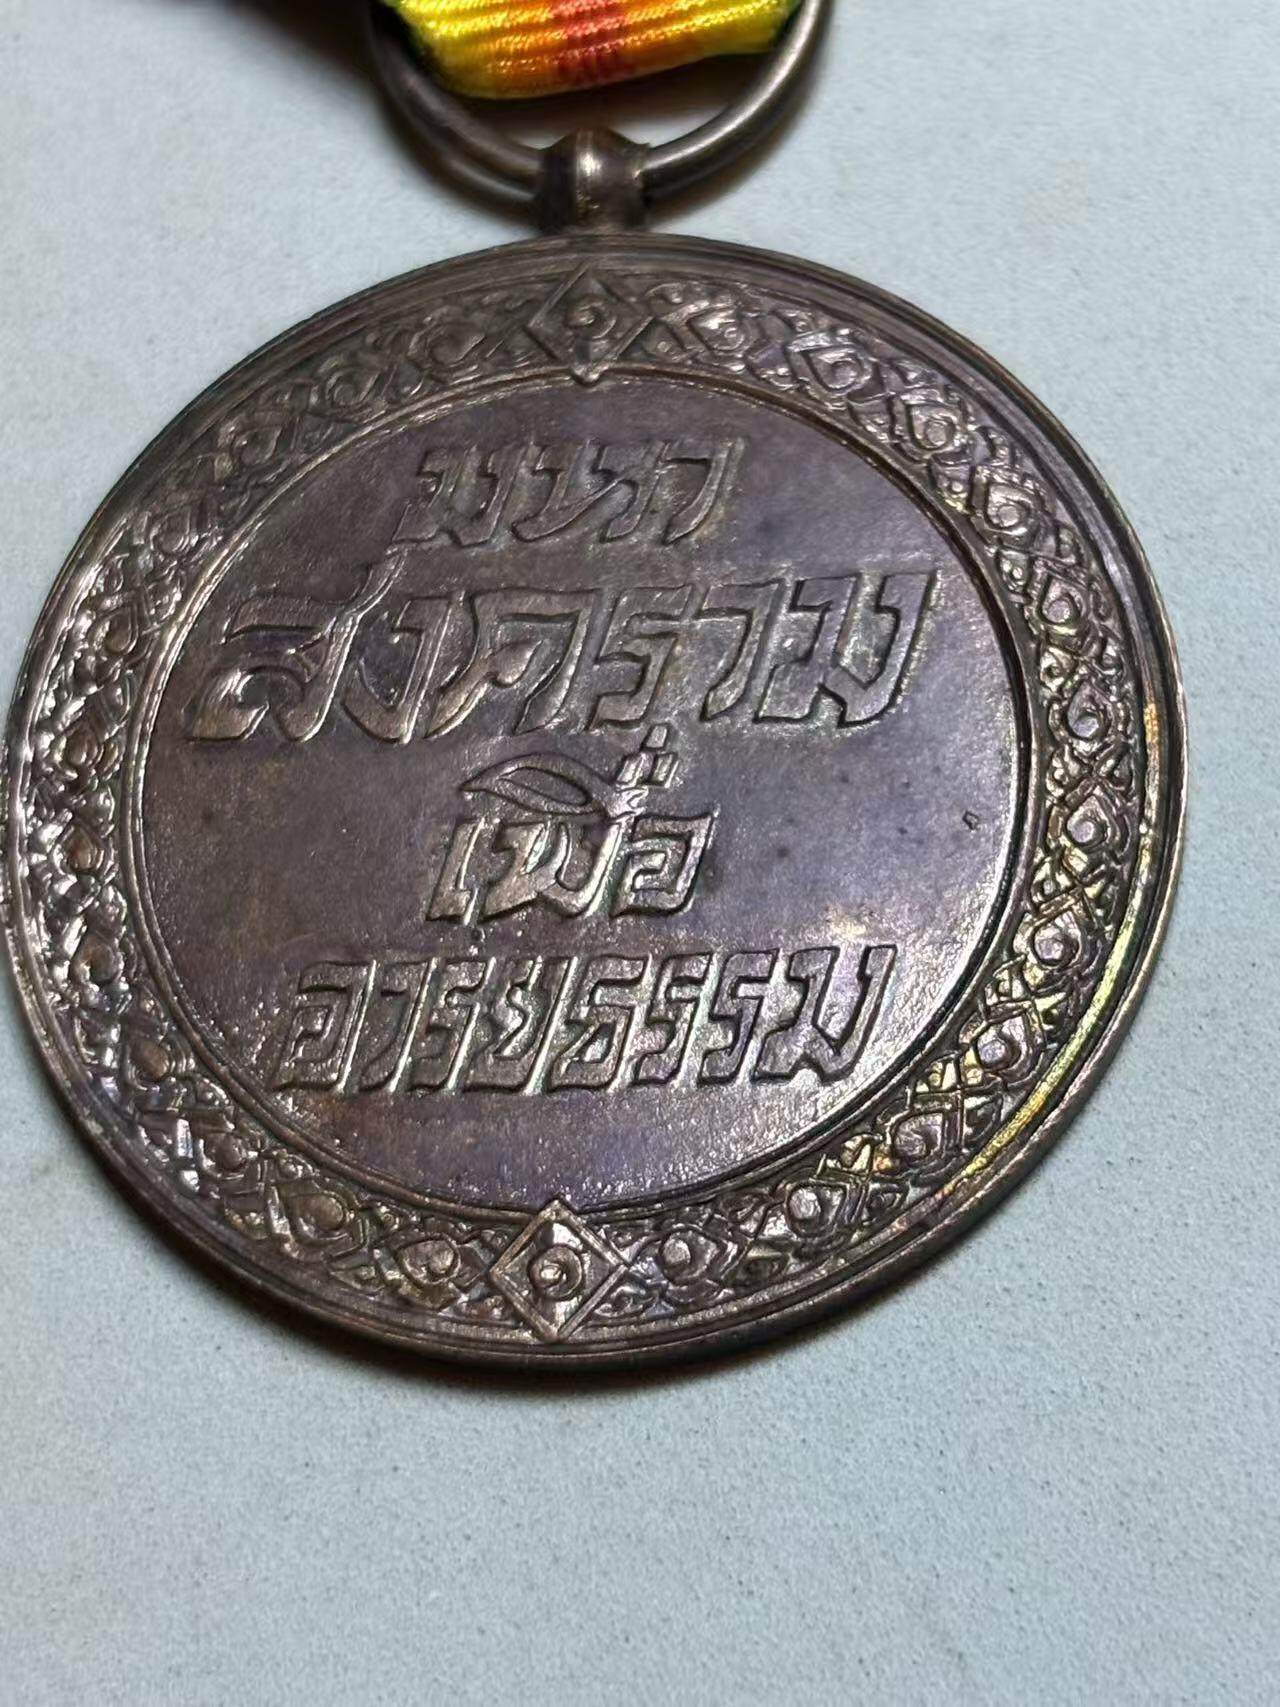 มหา
สงคราม
เพื่อ
อารยธรรม